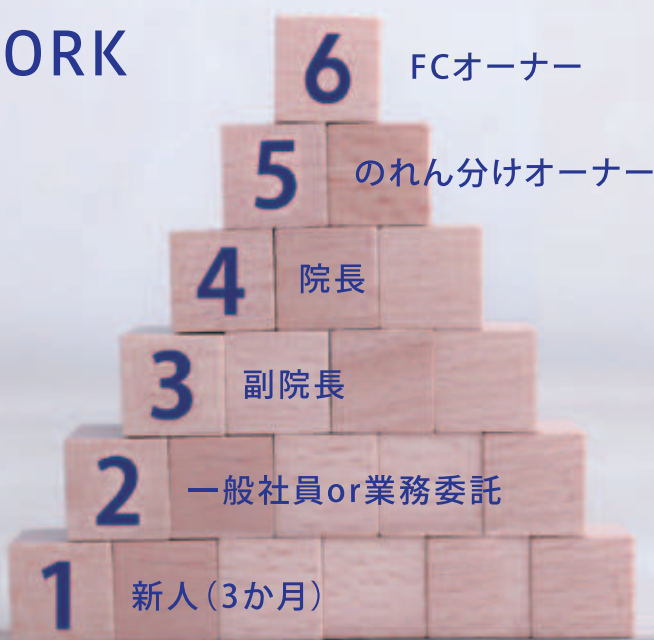 ORK
6
FCオーナー
5
のれん分けオーナー
4
院長
3
副院長
2
一般社員or業務委託
1
新人（3か月）